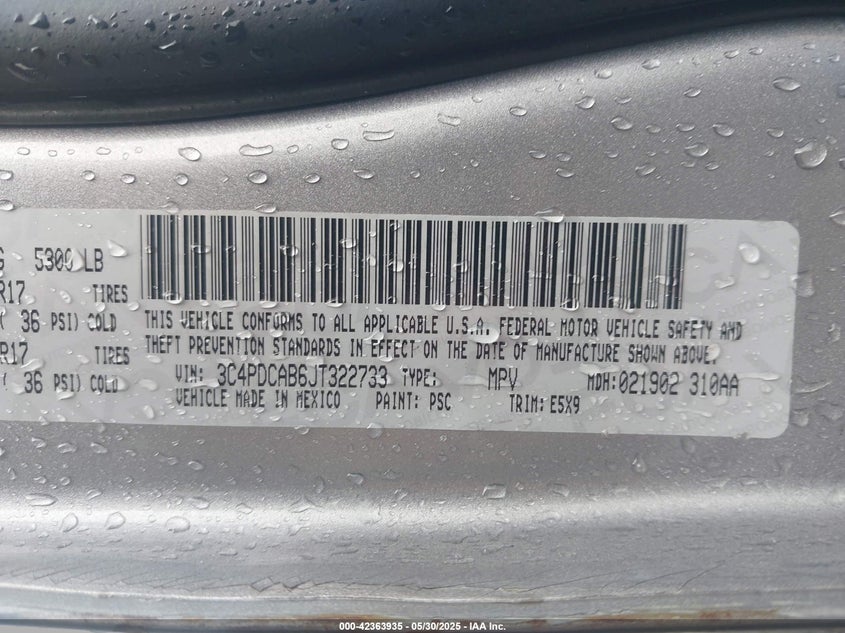 G 5300 LB
R17 TIRES
( 36 PSI) COLD
R17 TIRES
( 36 PSI) COLD
THIS VEHICLE CONFORMS TO ALL APPLICABLE U.S.A. FEDERAL MOTOR VEHICLE SAFETY AND
THEFT PREVENTION STANDARDS IN EFFECT ON THE DATE OF MANUFACTURE SHOWN ABOVE.
VIN: 3C4PDCAB6JT322733 TYPE: MPV MDH:021902 310AA
VEHICLE MADE IN MEXICO PAINT: PSC TRIM: E5X9
000-42363935 - 05/30/2025 - IAA Inc.